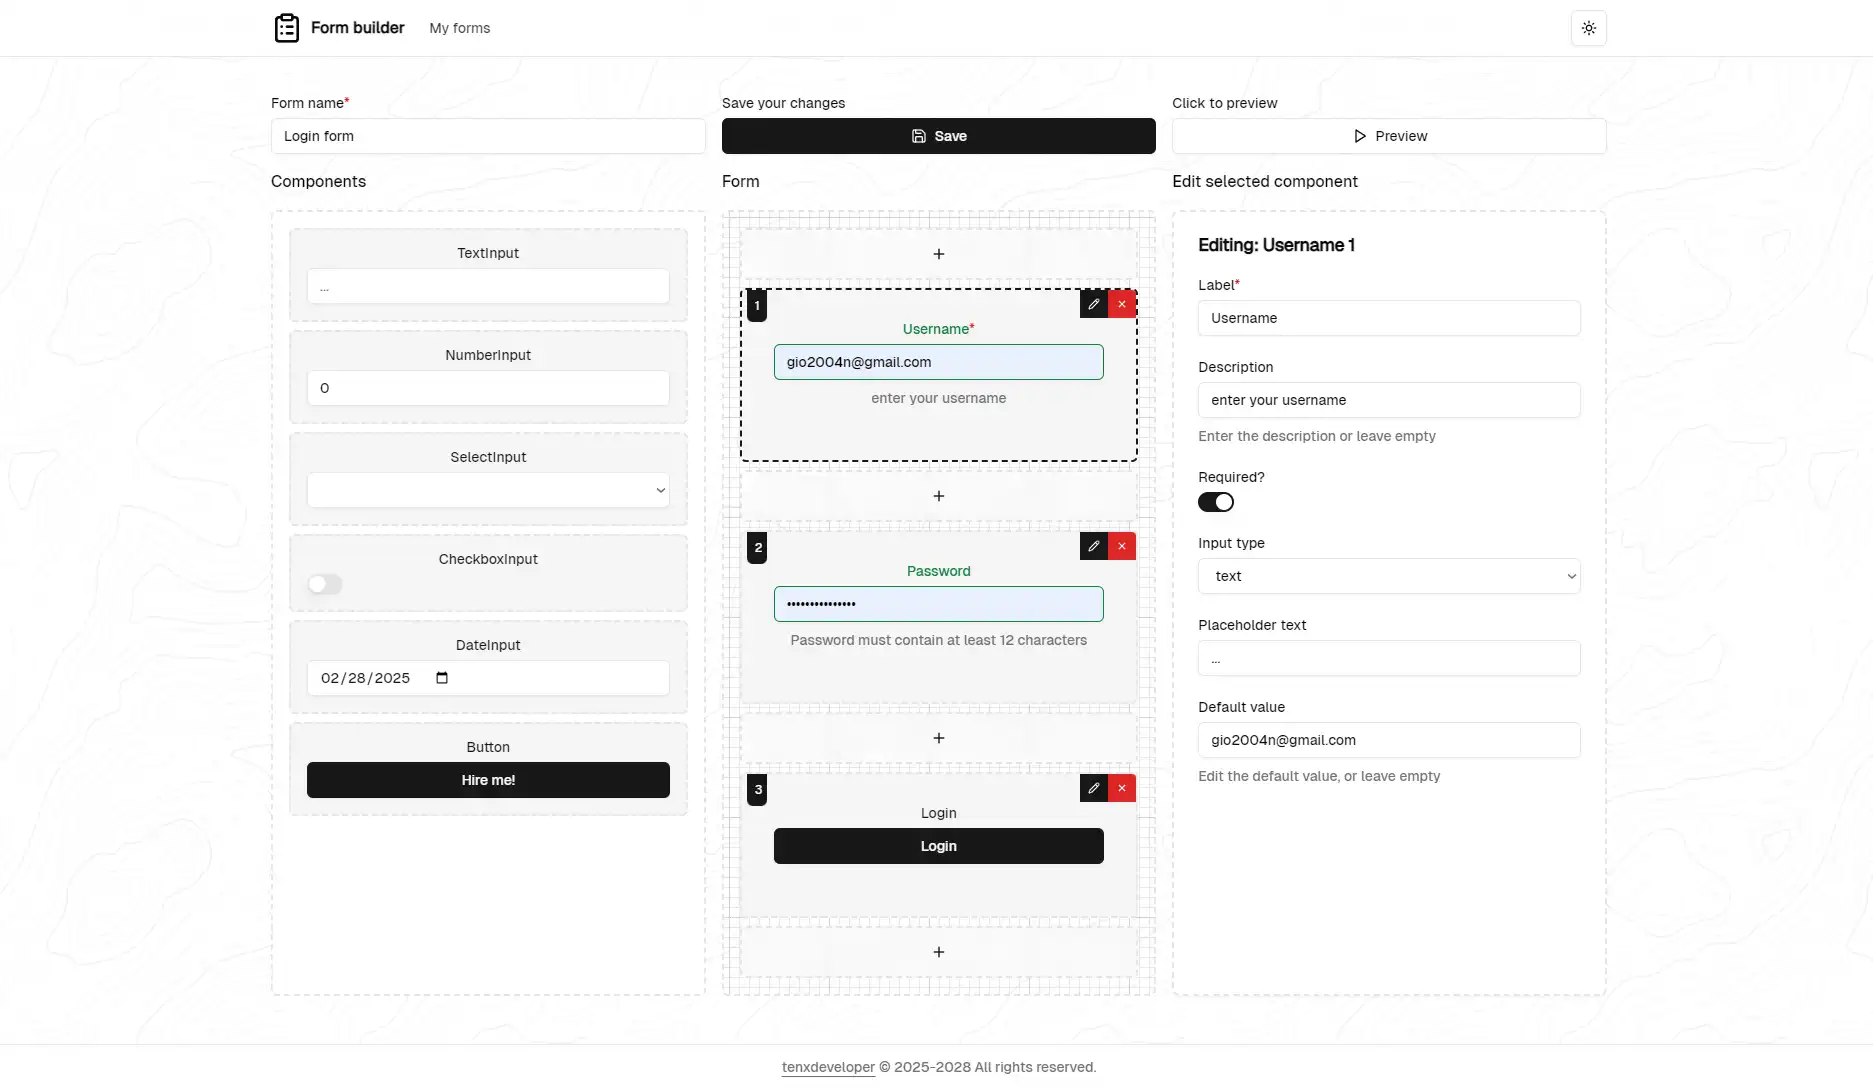 Form builder
My forms
Form name*
Login form
Save your changes
Save
Click to preview
Preview
Components
TextInput
...
NumberInput
0
SelectInput
CheckboxInput
DateInput
02/28/2025
Button
Hire me!
Form
+
1
Username*
gio2004n@gmail.com
enter your username
+
2
Password
•••••••••••••••
Password must contain at least 12 characters
+
3
Login
Login
+
Edit selected component
Editing: Username 1
Label*
Username
Description
enter your username
Enter the description or leave empty
Required?
Input type
text
Placeholder text
...
Default value
gio2004n@gmail.com
Edit the default value, or leave empty
tenxdeveloper © 2025-2028 All rights reserved.